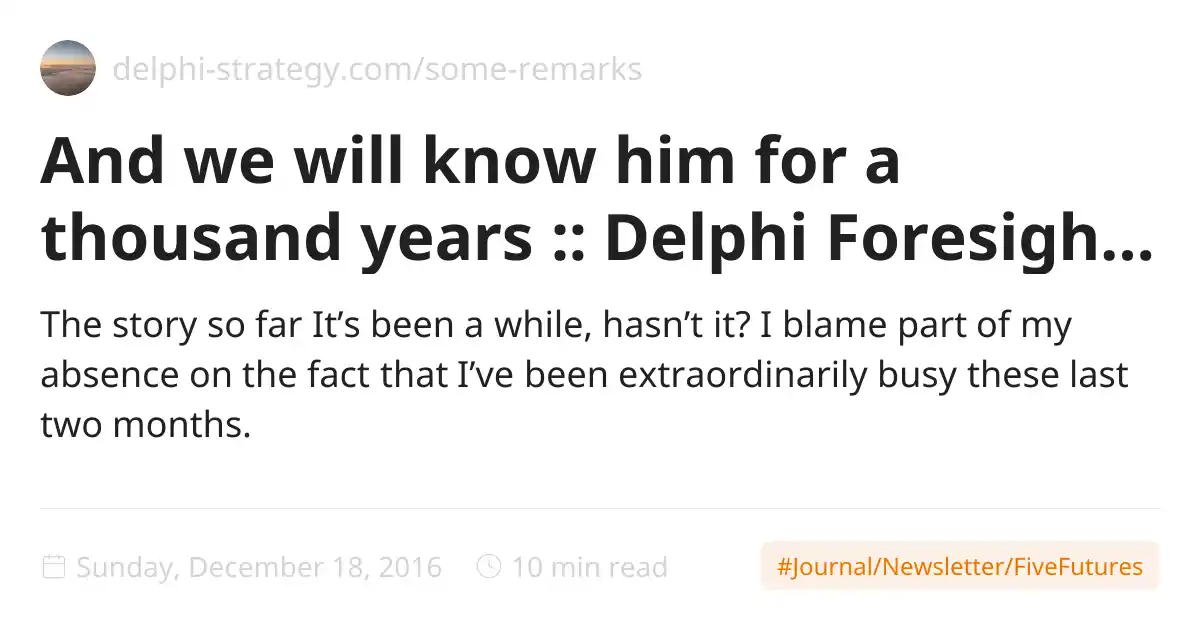 delphi-strategy.com/some-remarks
And we will know him for a
thousand years :: Delphi Foresigh...
The story so far It’s been a while, hasn’t it? I blame part of my
absence on the fact that I’ve been extraordinarily busy these last
two months.
Sunday, December 18, 2016 10 min read #Journal/Newsletter/FiveFutures